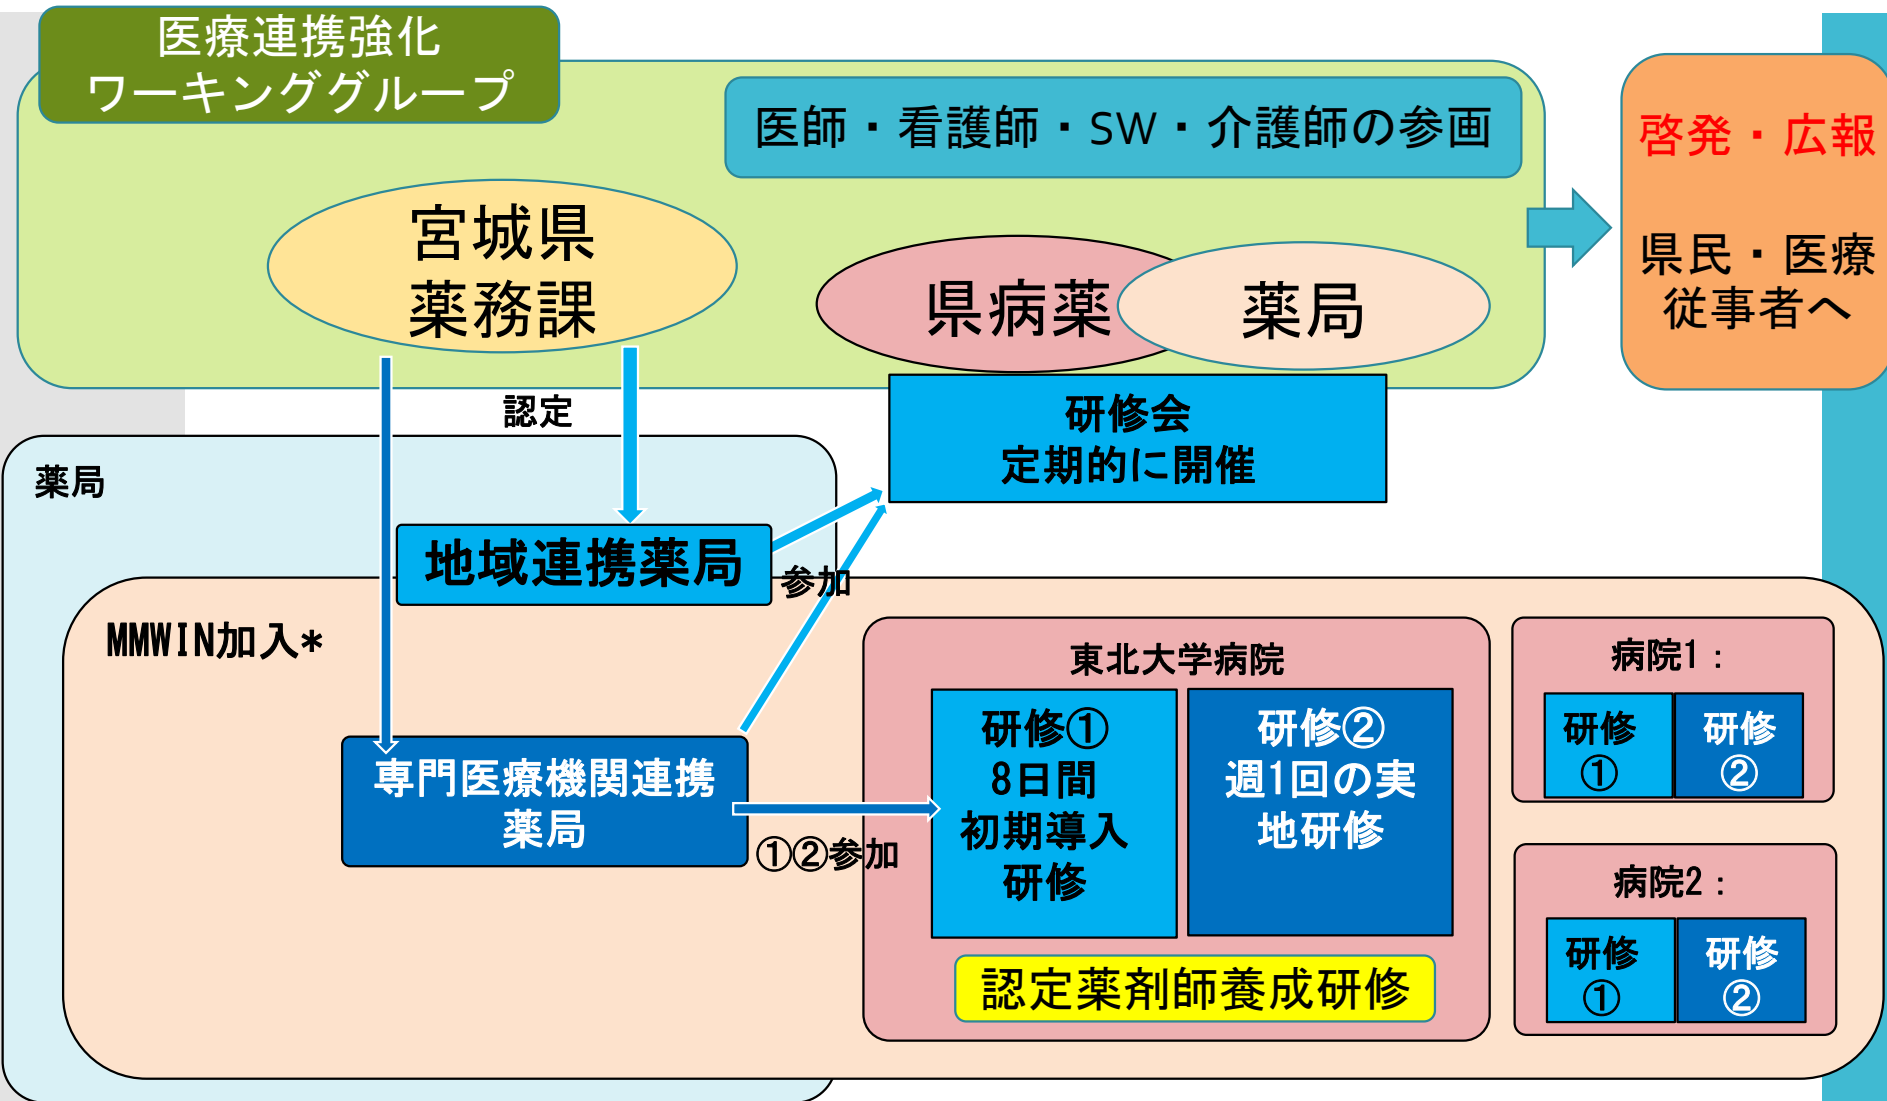 医療連携強化
ワーキンググループ
医師・看護師・SW・介護師の参画
啓発・広報
県民・医療
従事者へ
宮城県
薬務課
県病薬
薬局
認定
研修会
定期的に開催
薬局
地域連携薬局
参加
MMWIN加入*
東北大学病院
研修①
8日間
初期導入
研修
研修②
週1回の実
地研修
認定薬剤師養成研修
専門医療機関連携
薬局
①②参加
病院1：
研修
①
研修
②
病院2：
研修
①
研修
②